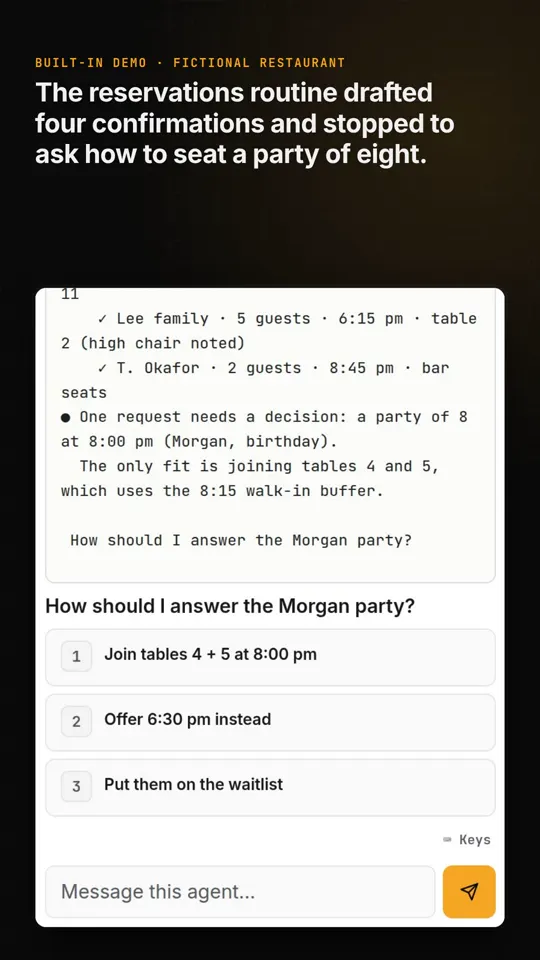 BUILT-IN DEMO · FICTIONAL RESTAURANT
The reservations routine drafted
four confirmations and stopped to
ask how to seat a party of eight.
11
✓ Lee family · 5 guests · 6:15 pm · table
2 (high chair noted)
✓ T. Okafor · 2 guests · 8:45 pm · bar
seats
● One request needs a decision: a party of 8
at 8:00 pm (Morgan, birthday).
The only fit is joining tables 4 and 5,
which uses the 8:15 walk-in buffer.
How should I answer the Morgan party?
How should I answer the Morgan party?
1 Join tables 4 + 5 at 8:00 pm
2 Offer 6:30 pm instead
3 Put them on the waitlist
⌨ Keys
Message this agent...